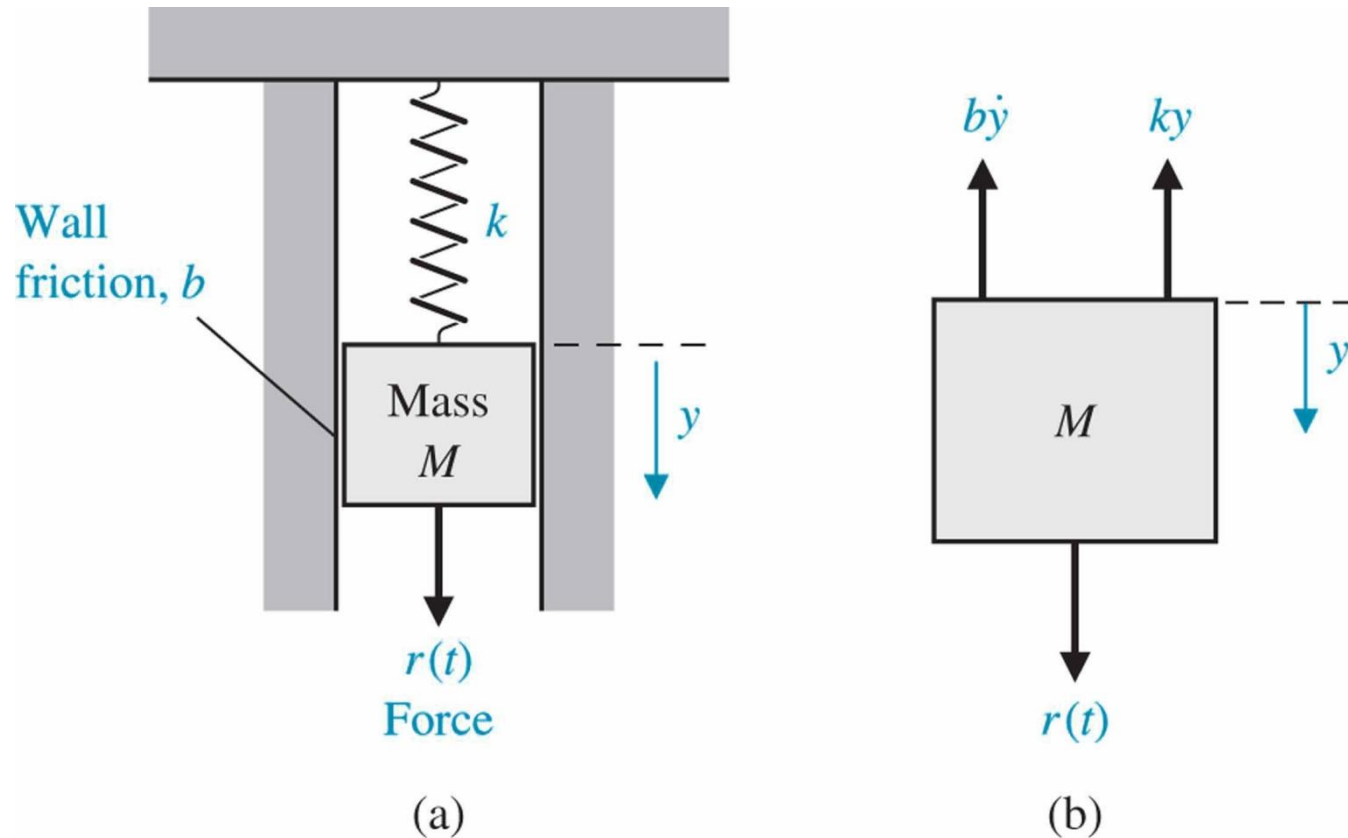 Wall
friction, b
k
Mass
M
y
r(t)
Force
(a)
bẏ
ky
M
y
r(t)
(b)